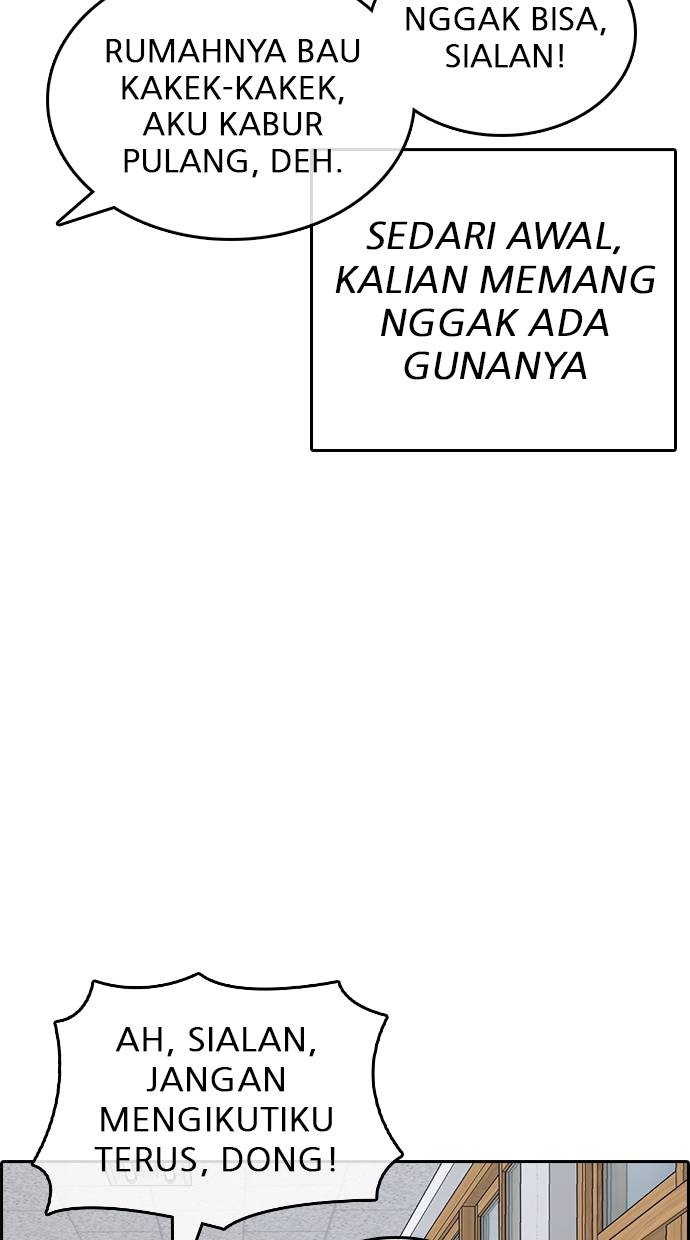 NGGAK BISA,
SIALAN!
RUMAHNYA BAU
KAKEK-KAKEK,
AKU KABUR
PULANG, DEH.
SEDARI AWAL,
KALIAN MEMANG
NGGAK ADA
GUNANYA
AH, SIALAN,
JANGAN
MENGIKUTIKU
TERUS, DONG!